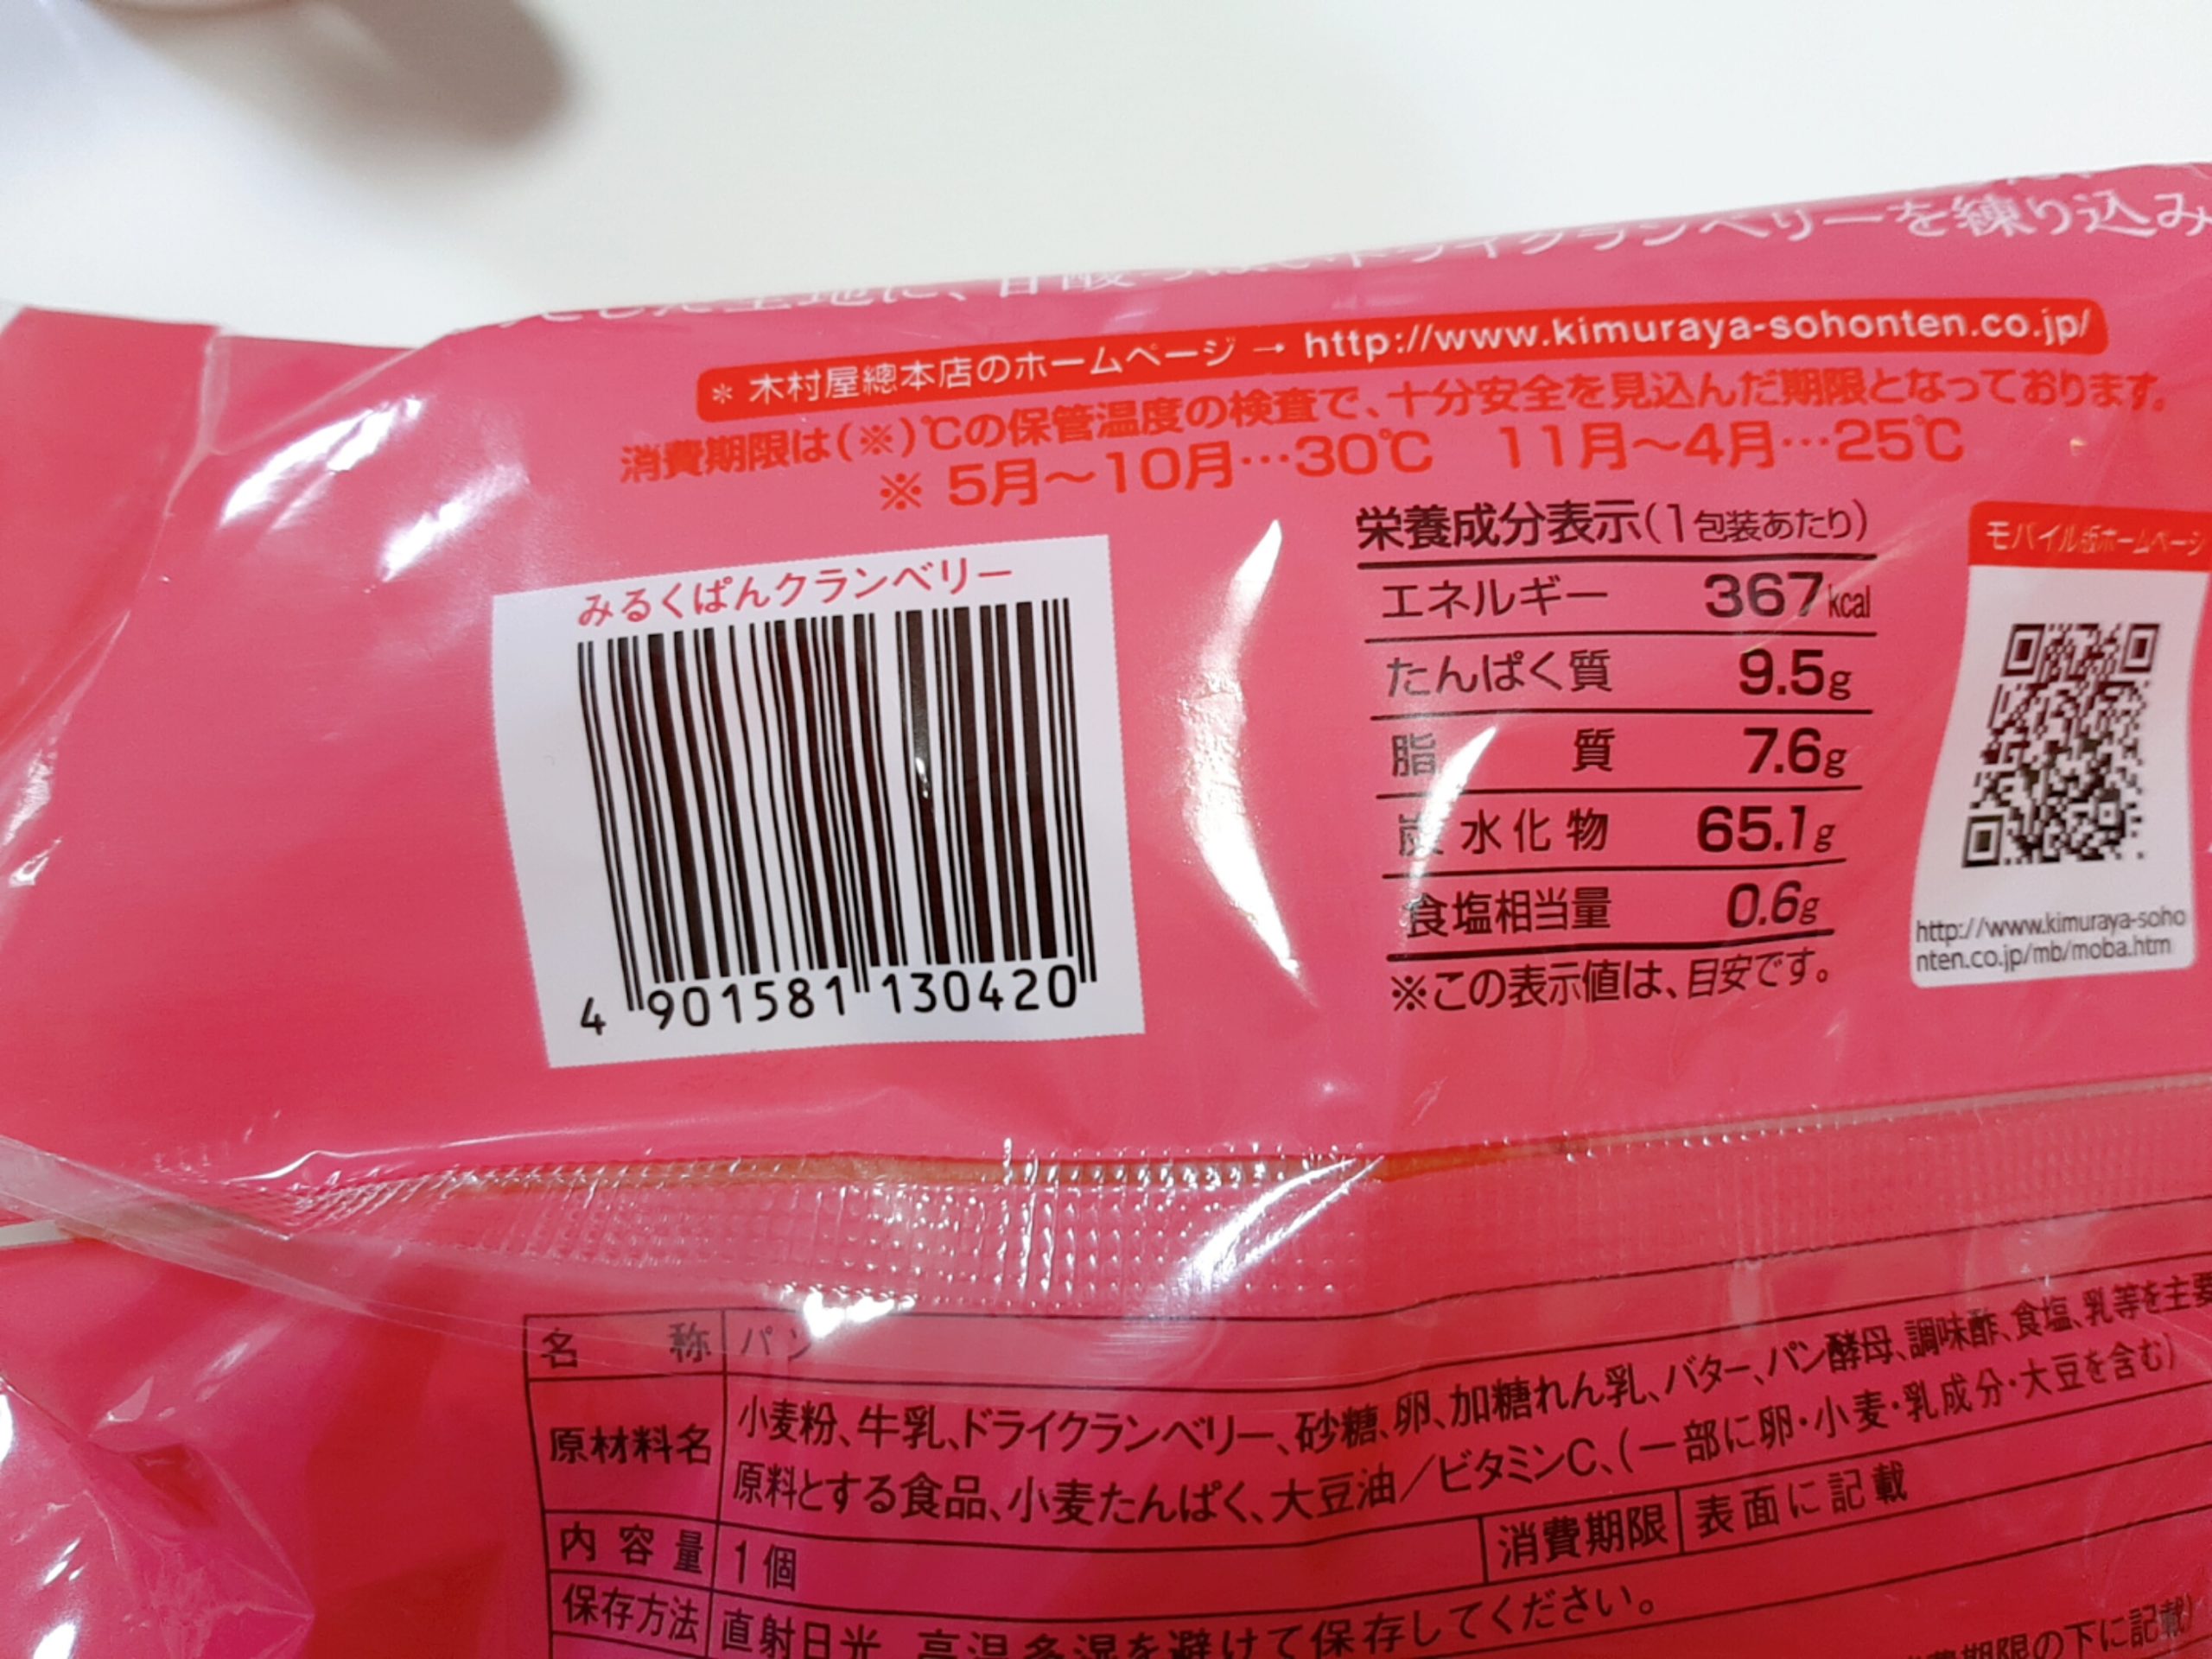 クランベリーを練り込み
* 木村屋總本店のホームページ → http://www.kimuraya-sohonten.co.jp/
消費期限は(※)℃の保管温度の検査で、十分安全を見込んだ期限となっております。
※ 5月〜10月…30℃ 11月〜4月…25℃
みるくぱんクランベリー
4 901581 130420
栄養成分表示(1包装あたり)
エネルギー 367kcal
たんぱく質 9.5g
脂質 7.6g
炭水化物 65.1g
食塩相当量 0.6g
※この表示値は、目安です。
モバイル版ホームページ
http://www.kimuraya-soho
nten.co.jp/mb/moba.htm
名称 パン
原材料名 小麦粉、牛乳、ドライクランベリー、砂糖、卵、加糖れん乳、バター、パン酵母、調味酢、食塩、乳等を主要
原料とする食品、小麦たんぱく、大豆油／ビタミンC、(一部に卵・小麦・乳成分・大豆を含む)
内容量 1個 消費期限 表面に記載
保存方法 直射日光、高温多湿を避けて保存してください。
費期限の下に記載